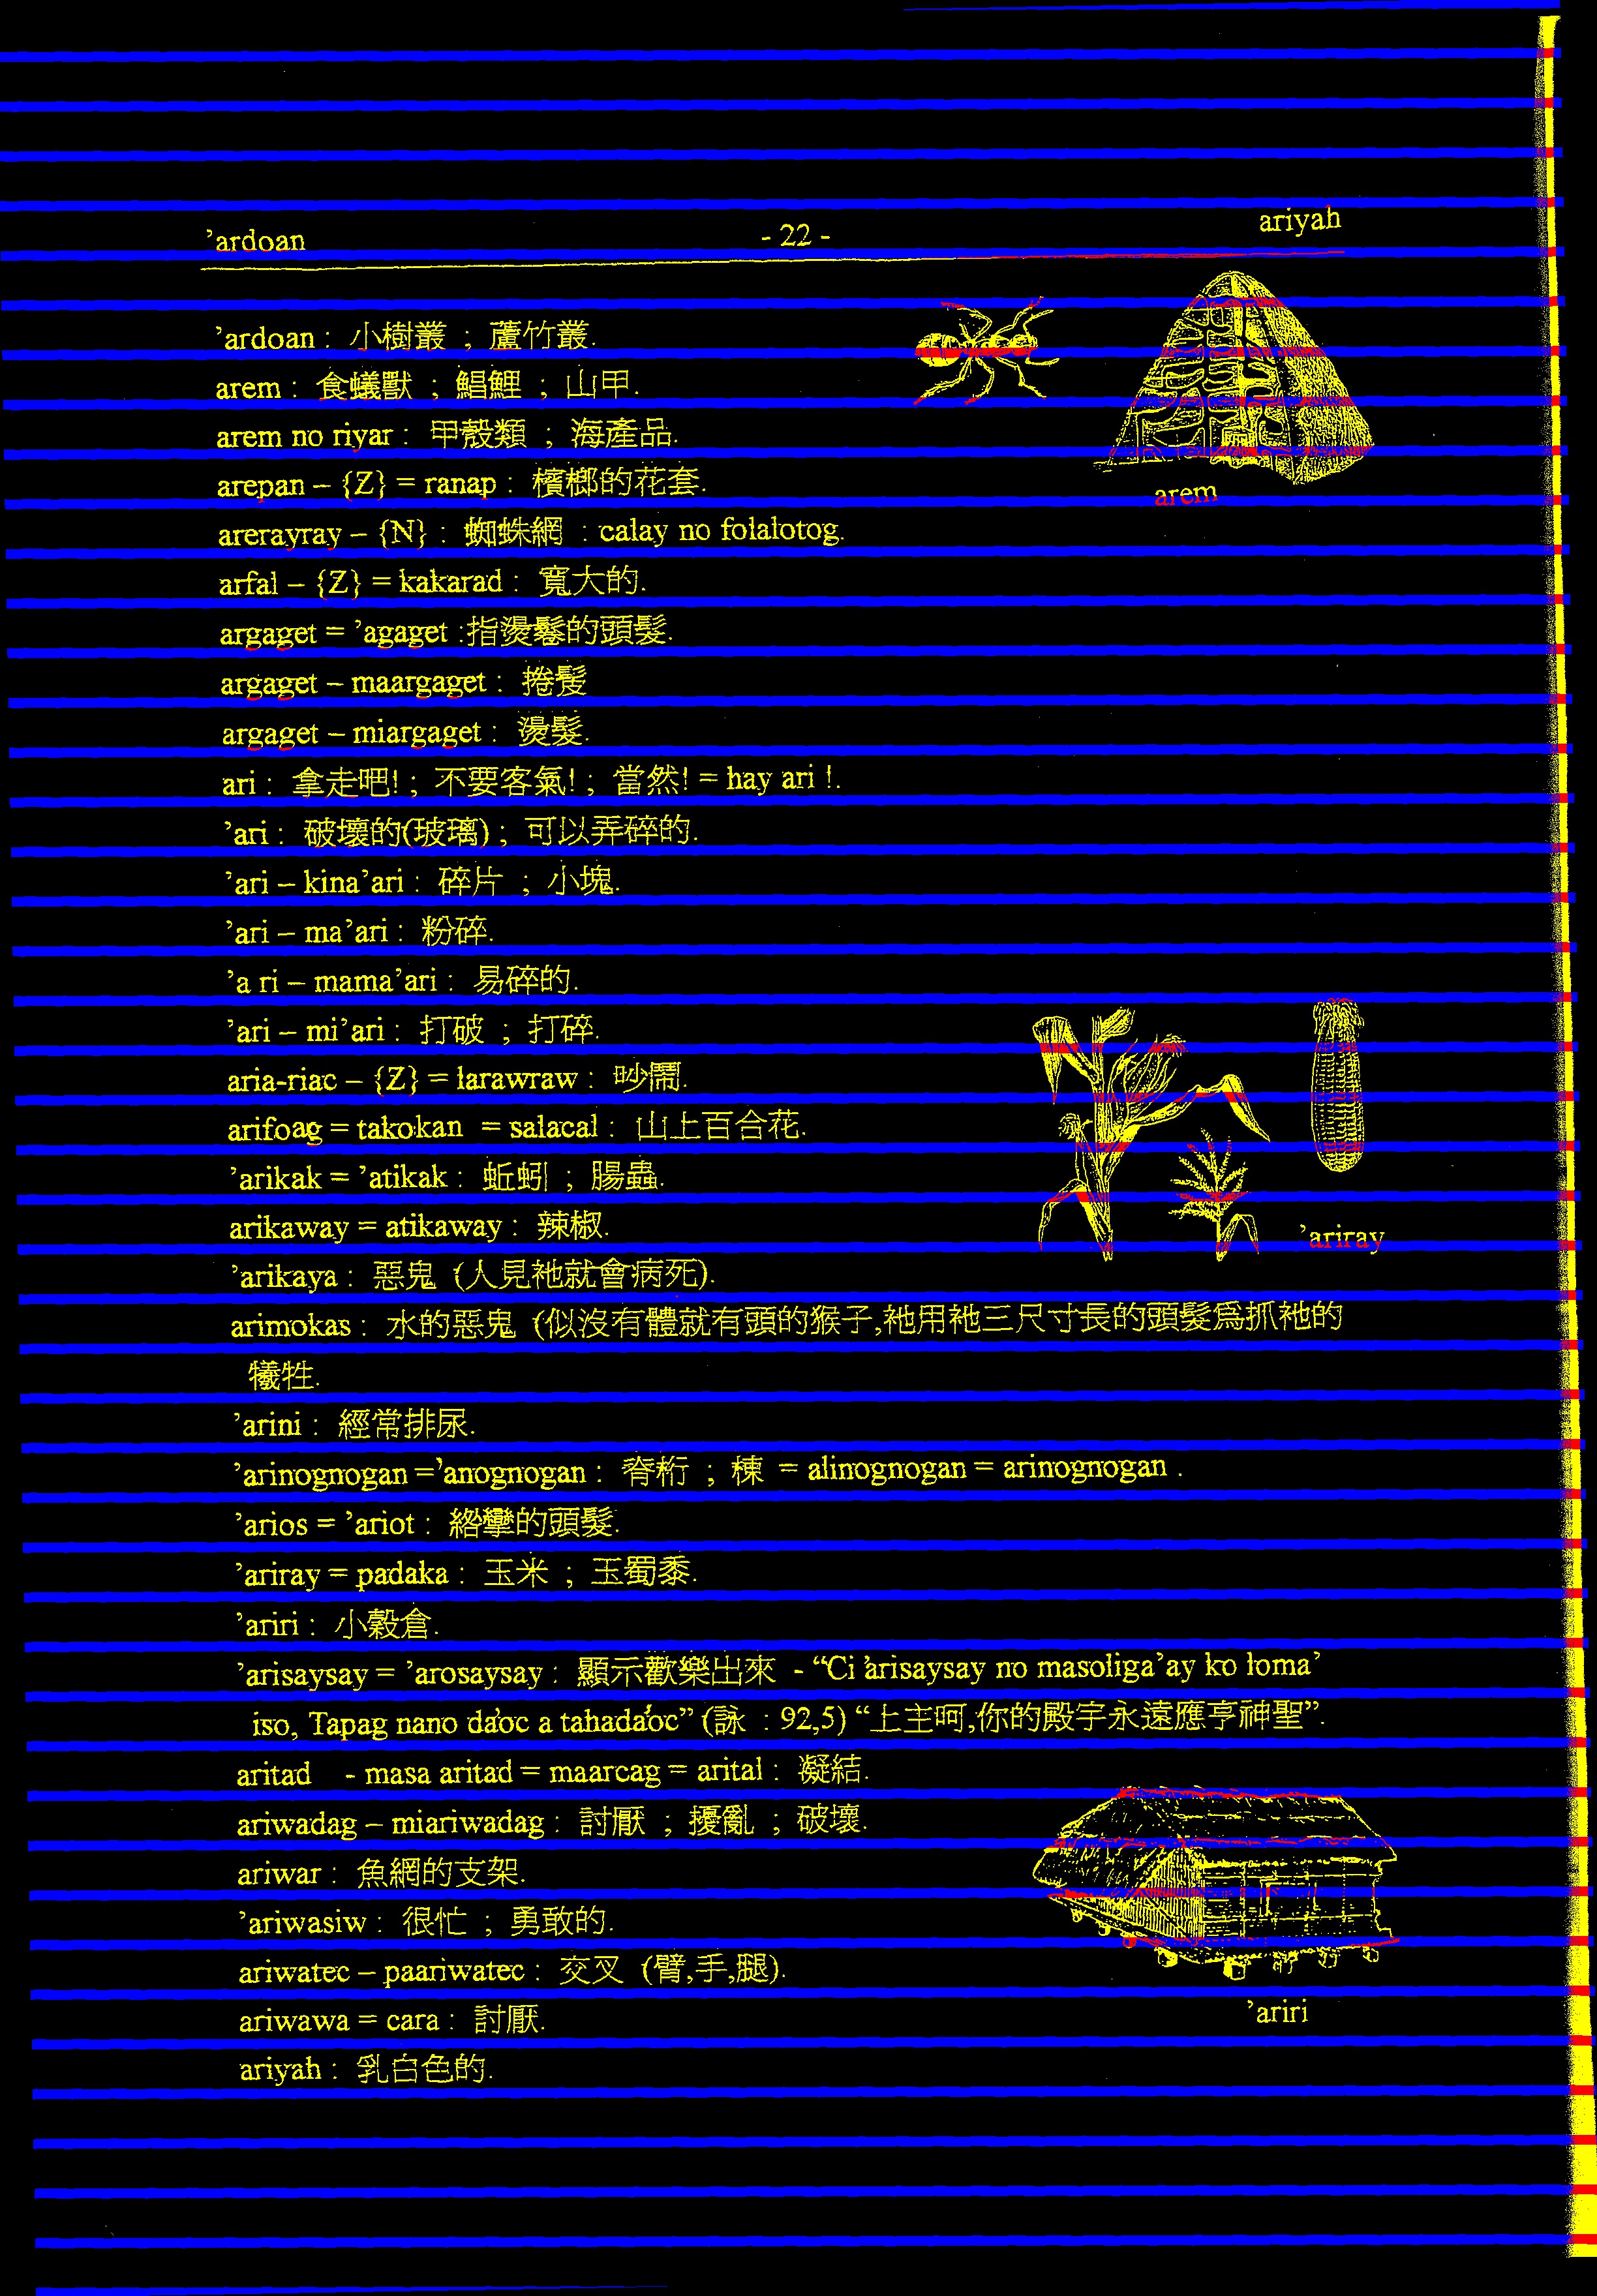 ’ardoan
- 22 -
ariyah
’ardoan : 小樹叢 ; 蘆竹叢.
arem : 食蟻獸 ; 鯧鯉 ; 山甲.
arem no riyar : 甲殼類 ; 海產品.
arem
arepan – {Z} = ranap : 檳榔的花套.
arerayray – {N} : 蜘蛛網 : calay no folalotog.
arfal – {Z} = kakarad : 寬大的.
argaget = ’agaget :指燙鬈的頭髮.
argaget – maargaget : 捲髮
argaget – miargaget : 燙髮.
ari : 拿走吧! ; 不要客氣! ; 當然! = hay ari !.
’ari : 破壞的(玻璃) ; 可以弄碎的.
’ari – kina’ari : 碎片 ; 小塊.
’ari – ma’ari : 粉碎.
’a ri – mama’ari : 易碎的.
’ari – mi’ari : 打破 ; 打碎.
aria-riac – {Z} = larawraw : 吵鬧.
arifoag = takokan = salacal : 山上百合花.
’arikak = ’atikak : 蚯蚓 ; 腸蟲.
arikaway = atikaway : 辣椒.
’ariray
’arikaya : 惡鬼 (人見祂就會病死).
arimokas : 水的惡鬼 (似沒有體就有頭的猴子,祂用祂三尺寸長的頭髮爲抓祂的
犧牲.
’arini : 經常排尿.
’arinognogan =’anognogan : 脊桁 ; 棟 = alinognogan = arinognogan .
’arios = ’ariot : 綹攣的頭髮.
’ariray = padaka : 玉米 ; 玉蜀黍.
’ariri : 小穀倉.
’arisaysay = ’arosaysay : 顯示歡樂出來 - “Ci ’arisaysay no masoliga’ay ko loma’
iso, Tapag nano da’oc a tahada’oc” (詠 : 92,5) “上主呵,你的殿宇永遠應亨神聖”.
aritad - masa aritad = maarcag = arital : 凝結.
ariwadag – miariwadag : 討厭 ; 擾亂 ; 破壞.
ariwar : 魚網的支架.
’ariwasiw : 很忙 ; 勇敢的.
ariwatec – paariwatec : 交叉 (臂,手,腿).
ariwawa = cara : 討厭.
’ariri
ariyah : 乳白色的.